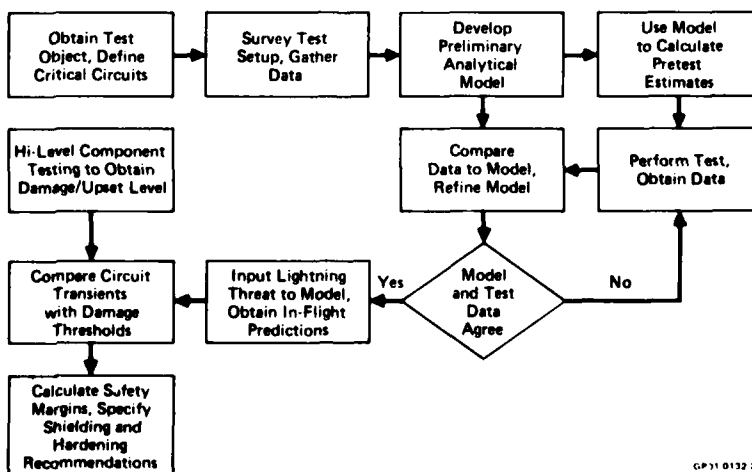 Obtain Test
Object, Define
Critical Circuits
Survey Test
Setup, Gather
Data
Develop
Preliminary
Analytical
Model
Use Model
to Calculate
Pretest
Estimates
Hi-Level Component
Testing to Obtain
Damage/Upset Level
Compare
Data to Model,
Refine Model
Perform Test,
Obtain Data
Compare Circuit
Transients
with Damage
Thresholds
Input Lightning
Threat to Model,
Obtain In-Flight
Predictions
Yes
Model
and Test
Data
Agree
No
Calculate Safety
Margins, Specify
Shielding and
Hardening
Recommendations